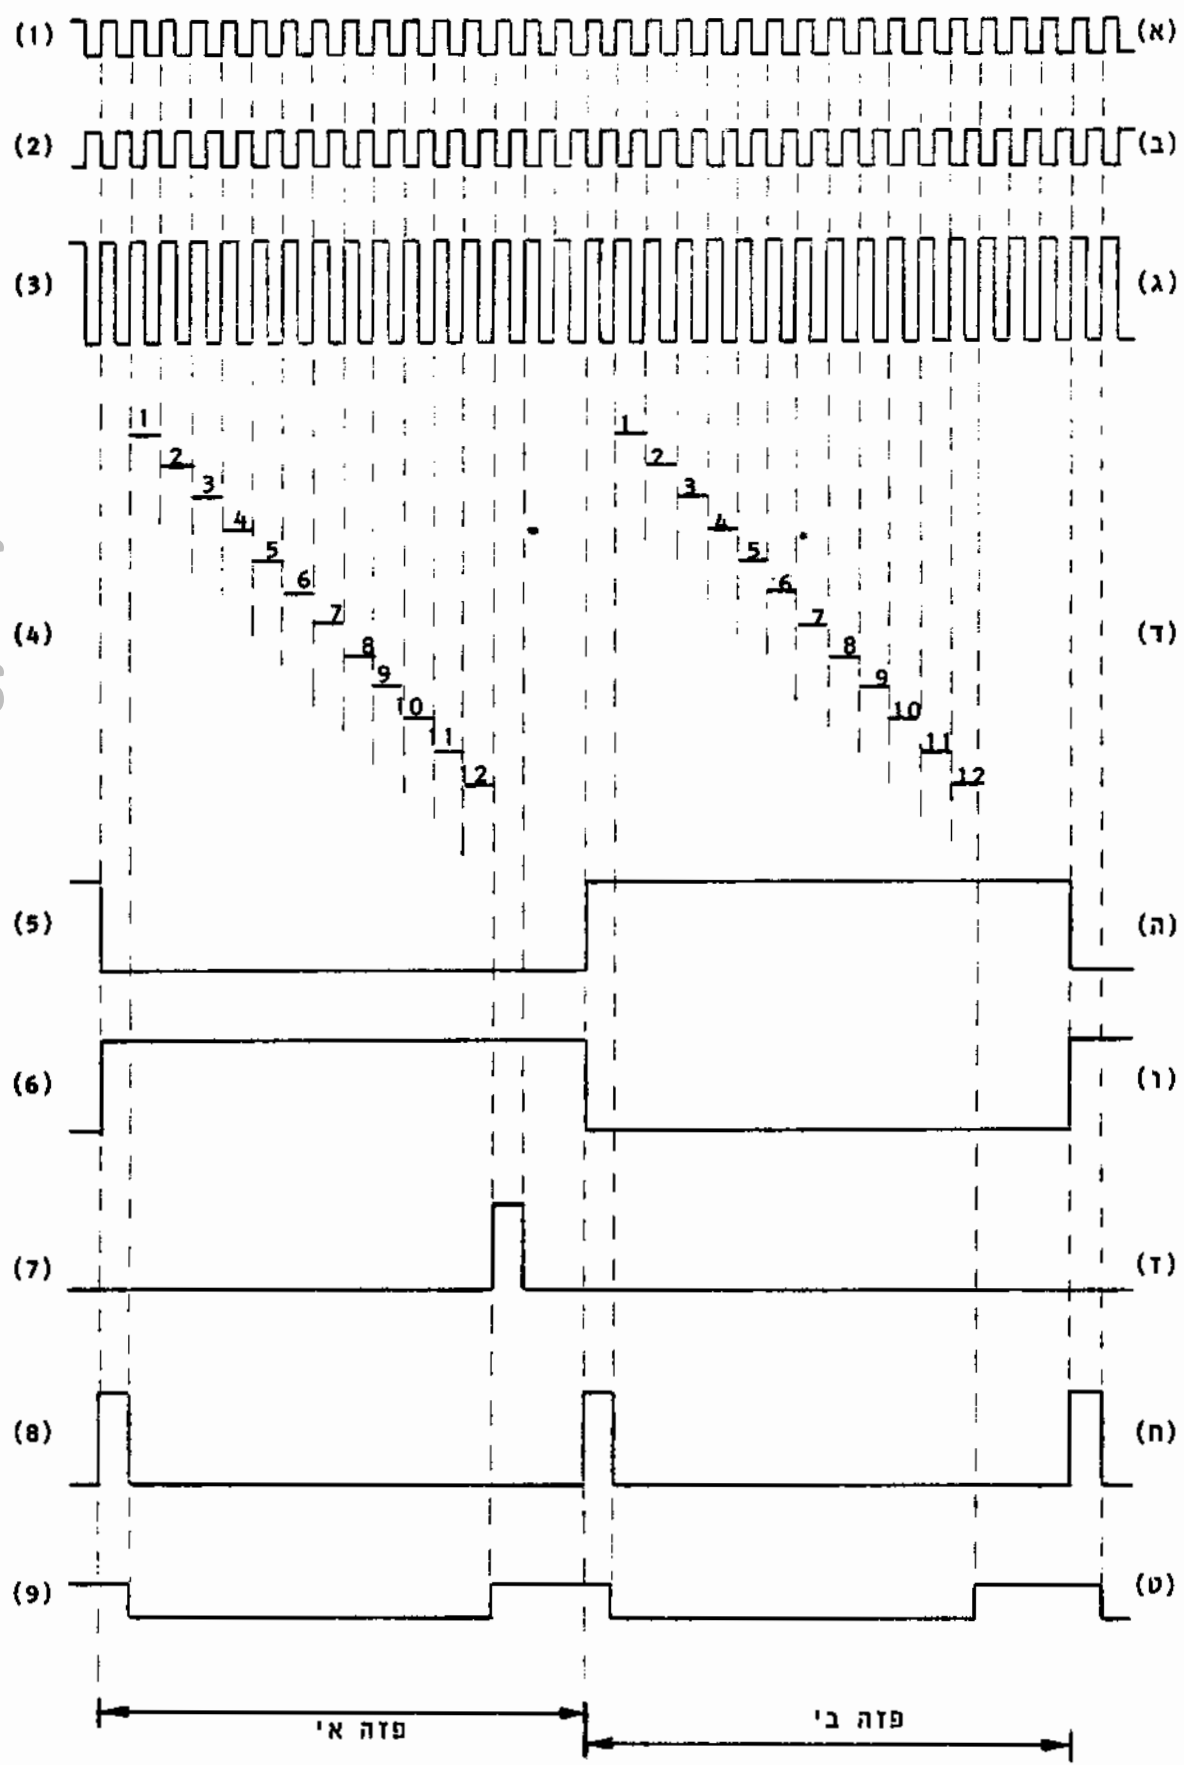 (1) (א)
(2) (ב)
(3) (ג)
1 1
2 2
3 3
4 4
5 5
6 6
(4) 7 7 (ד)
8 8
9 9
10 10
11 11
12 12
(5) (ה)
(6) (ו)
(7) (ז)
(8) (ח)
(9) (ט)
פזה א'
פזה ב'